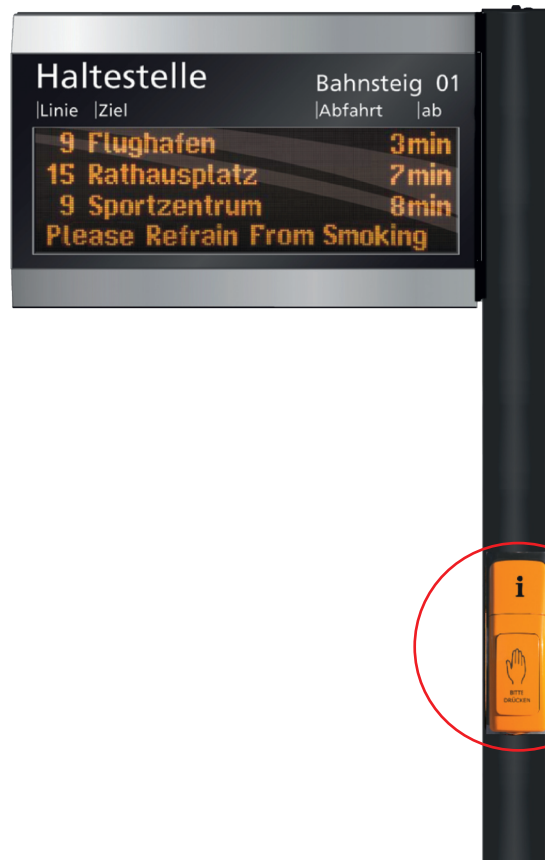 Haltestelle
Bahnsteig 01
|Linie |Ziel |Abfahrt |ab
9 Flughafen 3min
15 Rathausplatz 7min
9 Sportzentrum 8min
Please Refrain From Smoking
i
BITTE
DRÜCKEN